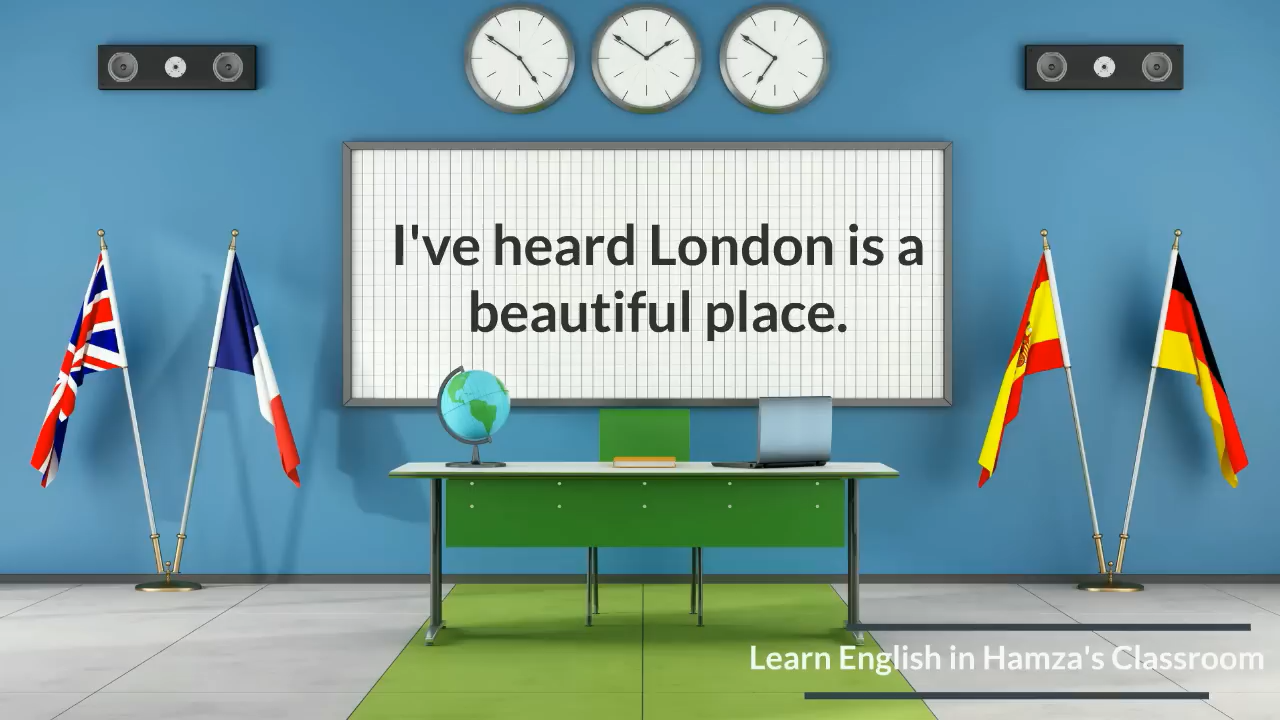 I've heard London is a
beautiful place.
Learn English in Hamza's Classroom